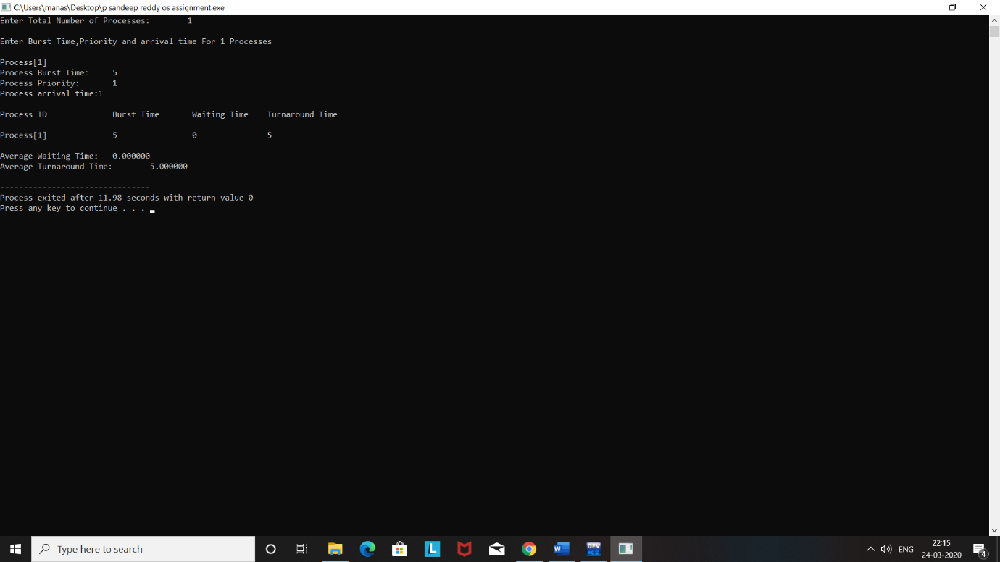 C:\Users\manas\Desktop\p sandeep reddy os assignment.exe
Enter Total Number of Processes: 1
Enter Burst Time,Priority and arrival time For 1 Processes
Process[1]
Process Burst Time: 5
Process Priority: 1
Process arrival time:1
Process ID Burst Time Waiting Time Turnaround Time
Process[1] 5 0 5
Average Waiting Time: 0.000000
Average Turnaround Time: 5.000000
--------------------------------
Process exited after 11.98 seconds with return value 0
Press any key to continue . . .
Type here to search
L
W
DEV
C++
ENG
22:15
24-03-2020
4